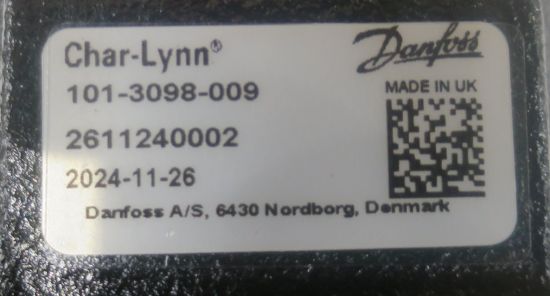 Char-Lynn® Danfoss
101-3098-009 MADE IN UK
2611240002
2024-11-26
Danfoss A/S, 6430 Nordborg, Denmark